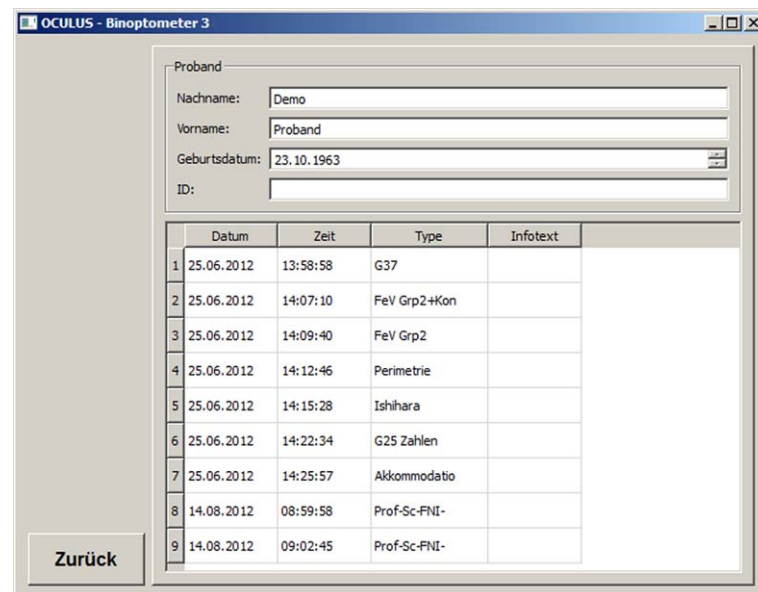 OCULUS - Binoptometer 3
Proband
Nachname: Demo
Vorname: Proband
Geburtsdatum: 23.10.1963
ID:
Datum Zeit Type Infotext
1 25.06.2012 13:58:58 G37
2 25.06.2012 14:07:10 FeV Grp2+Kon
3 25.06.2012 14:09:40 FeV Grp2
4 25.06.2012 14:12:46 Perimetrie
5 25.06.2012 14:15:28 Ishihara
6 25.06.2012 14:22:34 G25 Zahlen
7 25.06.2012 14:25:57 Akkommodatio
8 14.08.2012 08:59:58 Prof-Sc-FNI-
9 14.08.2012 09:02:45 Prof-Sc-FNI-
Zurück